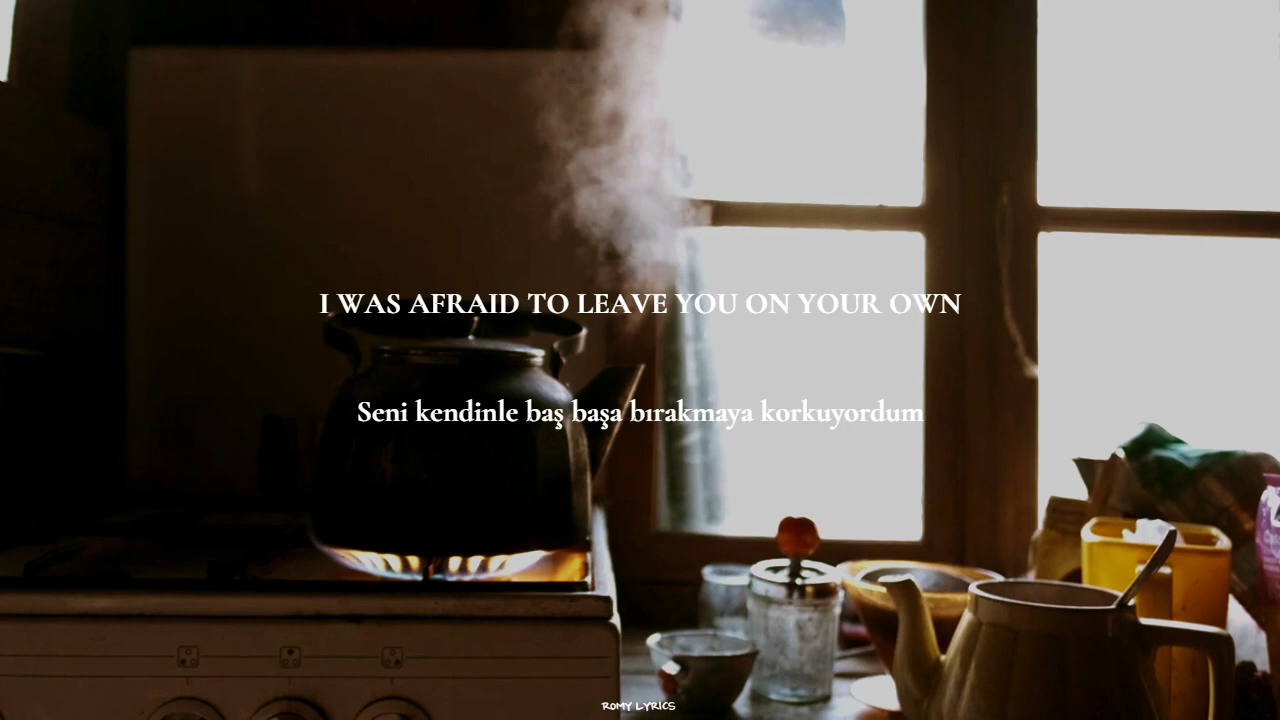 I WAS AFRAID TO LEAVE YOU ON YOUR OWN
Seni kendinle baş başa bırakmaya korkuyordum
ROMY LYRICS